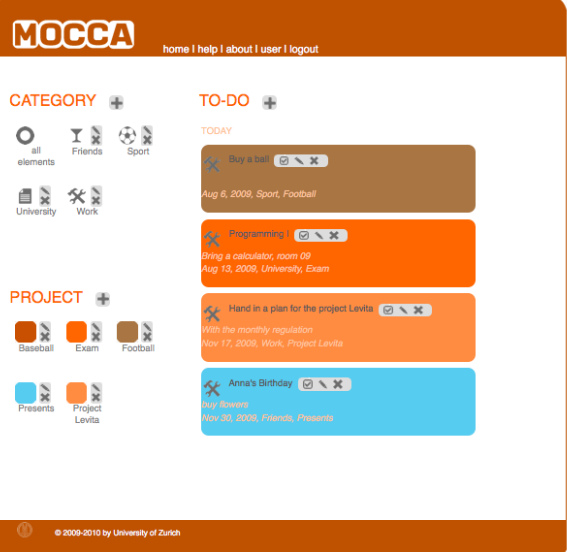 MOCCA
home I help I about I user I logout
CATEGORY
all
elements
Friends
Sport
University
Work
PROJECT
Baseball
Exam
Football
Presents
Project
Levita
TO-DO
TODAY
Buy a ball
Aug 6, 2009, Sport, Football
Programming I
Bring a calculator, room 09
Aug 13, 2009, University, Exam
Hand in a plan for the project Levita
With the monthly regulation
Nov 17, 2009, Work, Project Levita
Anna's Birthday
buy flowers
Nov 30, 2009, Friends, Presents
© 2009-2010 by University of Zurich